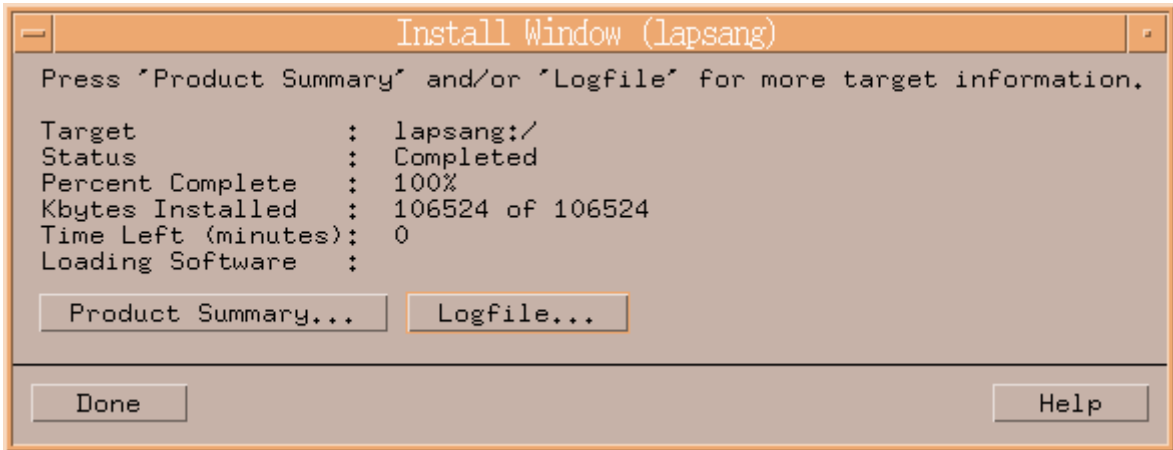 Install Window (lapsang)
Press ´Product Summary´ and/or ´Logfile´ for more target information.
Target : lapsang:/
Status : Completed
Percent Complete : 100%
Kbytes Installed : 106524 of 106524
Time Left (minutes): 0
Loading Software :
Product Summary... Logfile...
Done Help